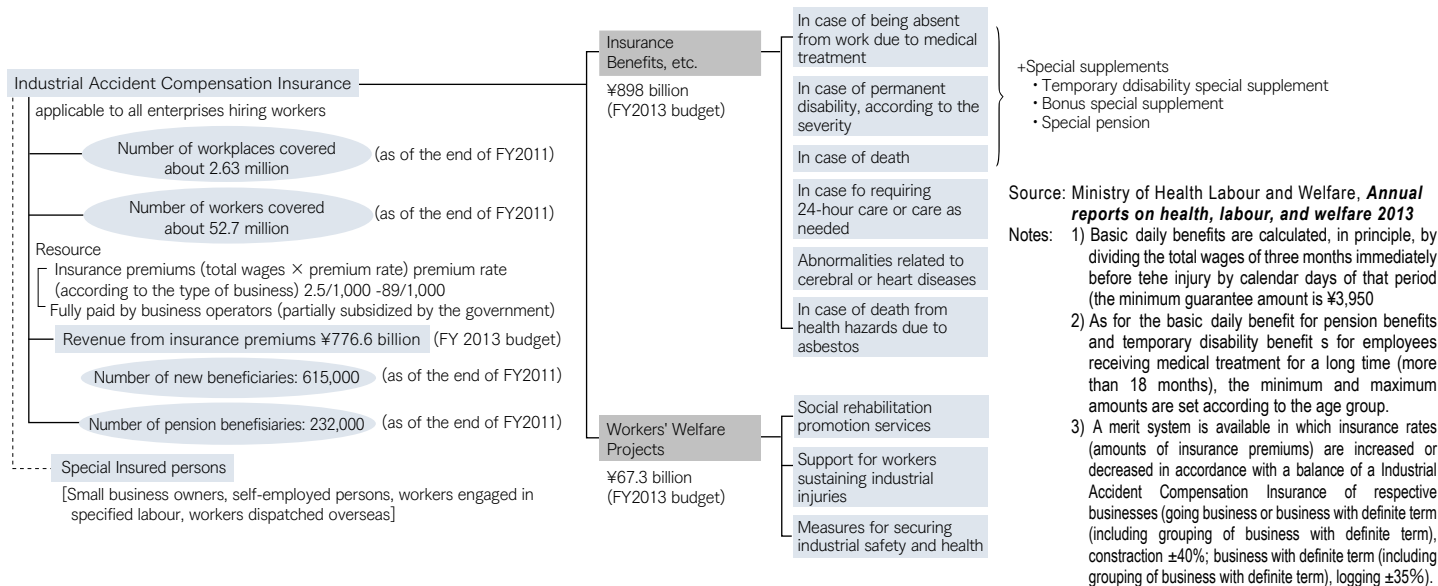 Industrial Accident Compensation Insurance
applicable to all enterprises hiring workers
Number of workplaces covered
about 2.63 million
(as of the end of FY2011)
Number of workers covered
about 52.7 million
(as of the end of FY2011)
Resource
Insurance premiums (total wages × premium rate) premium rate
(according to the type of business) 2.5/1,000 -89/1,000
Fully paid by business operators (partially subsidized by the government)
Revenue from insurance premiums ¥776.6 billion (FY 2013 budget)
Number of new beneficiaries: 615,000 (as of the end of FY2011)
Number of pension benefisiaries: 232,000 (as of the end of FY2011)
Special Insured persons
[Small business owners, self-employed persons, workers engaged in
specified labour, workers dispatched overseas]
Insurance
Benefits, etc.
¥898 billion
(FY2013 budget)
In case of being absent
from work due to medical
treatment
In case of permanent
disability, according to the
severity
In case of death
In case fo requiring
24-hour care or care as
needed
Abnormalities related to
cerebral or heart diseases
In case of death from
health hazards due to
asbestos
+Special supplements
・Temporary ddisability special supplement
・Bonus special supplement
・Special pension
Workers' Welfare
Projects
¥67.3 billion
(FY2013 budget)
Social rehabilitation
promotion services
Support for workers
sustaining industrial
injuries
Measures for securing
industrial safety and health
Source: Ministry of Health Labour and Welfare, Annual
reports on health, labour, and welfare 2013
Notes: 1) Basic daily benefits are calculated, in principle, by
dividing the total wages of three months immediately
before tehe injury by calendar days of that period
(the minimum guarantee amount is ¥3,950
2) As for the basic daily benefit for pension benefits
and temporary disability benefit s for employees
receiving medical treatment for a long time (more
than 18 months), the minimum and maximum
amounts are set according to the age group.
3) A merit system is available in which insurance rates
(amounts of insurance premiums) are increased or
decreased in accordance with a balance of a Industrial
Accident Compensation Insurance of respective
businesses (going business or business with definite term
(including grouping of business with definite term),
constraction ±40%; business with definite term (including
grouping of business with definite term), logging ±35%).